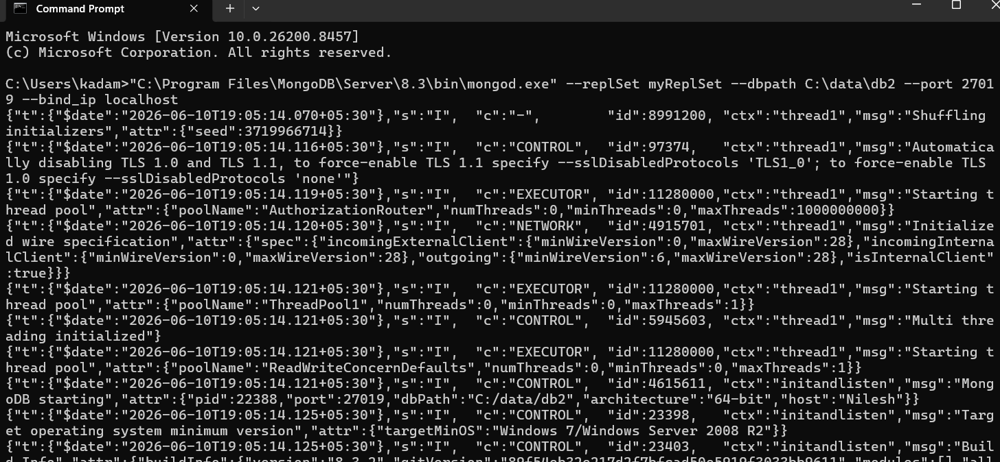 Command Prompt
Microsoft Windows [Version 10.0.26200.8457]
(c) Microsoft Corporation. All rights reserved.
C:\Users\kadam>"C:\Program Files\MongoDB\Server\8.3\bin\mongod.exe" --replSet myReplSet --dbpath C:\data\db2 --port 2701
9 --bind_ip localhost
{"t":{"$date":"2026-06-10T19:05:14.070+05:30"},"s":"I",  "c":"-",        "id":8991200, "ctx":"thread1","msg":"Shuffling
initializers","attr":{"seed":3719966714}}
{"t":{"$date":"2026-06-10T19:05:14.116+05:30"},"s":"I",  "c":"CONTROL",  "id":97374,   "ctx":"thread1","msg":"Automatica
lly disabling TLS 1.0 and TLS 1.1, to force-enable TLS 1.1 specify --sslDisabledProtocols 'TLS1_0'; to force-enable TLS
1.0 specify --sslDisabledProtocols 'none'"}
{"t":{"$date":"2026-06-10T19:05:14.119+05:30"},"s":"I",  "c":"EXECUTOR", "id":11280000,"ctx":"thread1","msg":"Starting t
hread pool","attr":{"poolName":"AuthorizationRouter","numThreads":0,"minThreads":0,"maxThreads":1000000000}}
{"t":{"$date":"2026-06-10T19:05:14.120+05:30"},"s":"I",  "c":"NETWORK",  "id":4915701, "ctx":"thread1","msg":"Initialize
d wire specification","attr":{"spec":{"incomingExternalClient":{"minWireVersion":0,"maxWireVersion":28},"incomingInterna
lClient":{"minWireVersion":0,"maxWireVersion":28},"outgoing":{"minWireVersion":6,"maxWireVersion":28},"isInternalClient"
:true}}}
{"t":{"$date":"2026-06-10T19:05:14.121+05:30"},"s":"I",  "c":"EXECUTOR", "id":11280000,"ctx":"thread1","msg":"Starting t
hread pool","attr":{"poolName":"ThreadPool1","numThreads":0,"minThreads":0,"maxThreads":1}}
{"t":{"$date":"2026-06-10T19:05:14.121+05:30"},"s":"I",  "c":"CONTROL",  "id":5945603, "ctx":"thread1","msg":"Multi thre
ading initialized"}
{"t":{"$date":"2026-06-10T19:05:14.121+05:30"},"s":"I",  "c":"EXECUTOR", "id":11280000,"ctx":"thread1","msg":"Starting t
hread pool","attr":{"poolName":"ReadWriteConcernDefaults","numThreads":0,"minThreads":0,"maxThreads":1}}
{"t":{"$date":"2026-06-10T19:05:14.121+05:30"},"s":"I",  "c":"CONTROL",  "id":4615611, "ctx":"initandlisten","msg":"Mong
oDB starting","attr":{"pid":22388,"port":27019,"dbPath":"C:/data/db2","architecture":"64-bit","host":"Nilesh"}}
{"t":{"$date":"2026-06-10T19:05:14.125+05:30"},"s":"I",  "c":"CONTROL",  "id":23398,   "ctx":"initandlisten","msg":"Targ
et operating system minimum version","attr":{"targetMinOS":"Windows 7/Windows Server 2008 R2"}}
{"t":{"$date":"2026-06-10T19:05:14.125+05:30"},"s":"I",  "c":"CONTROL",  "id":23403,   "ctx":"initandlisten","msg":"Buil
d Info","attr":{"buildInfo":{"version":"8.3.2","gitVersion":